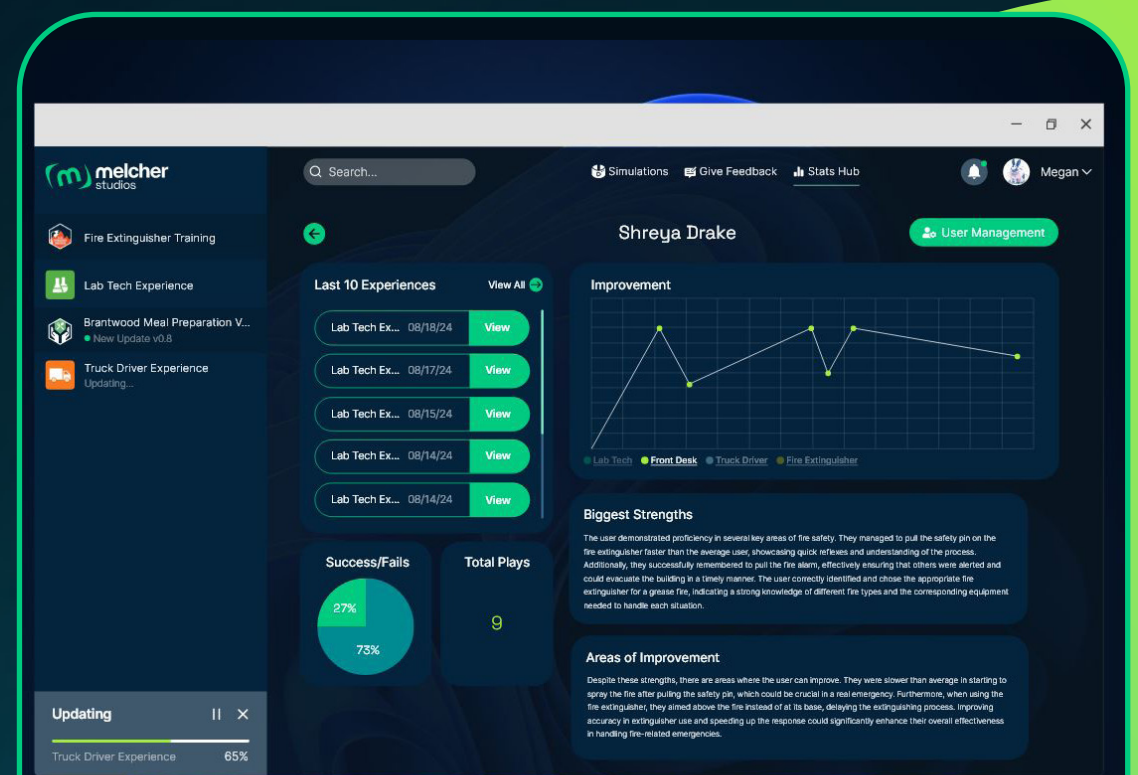 melcher
studios
Search...
Simulations
Give Feedback
Stats Hub
Megan
Fire Extinguisher Training
Lab Tech Experience
Brantwood Meal Preparation V...
New Update v0.8
Truck Driver Experience
Updating...
Shreya Drake
User Management
Last 10 Experiences
View All
Lab Tech Ex... 08/18/24 View
Lab Tech Ex... 08/17/24 View
Lab Tech Ex... 08/15/24 View
Lab Tech Ex... 08/14/24 View
Lab Tech Ex... 08/14/24 View
Improvement
Lab Tech Front Desk Truck Driver Fire Extinguisher
Success/Fails
27%
73%
Total Plays
9
Biggest Strengths
The user demonstrated proficiency in several key areas of fire safety. They managed to pull the safety pin on the
fire extinguisher faster than the average user, showcasing quick reflexes and understanding of the process.
Additionally, they successfully remembered to pull the fire alarm, effectively ensuring that others were alerted and
could evacuate the building in a timely manner. The user correctly identified and chose the appropriate fire
extinguisher for a grease fire, indicating a strong knowledge of different fire types and the corresponding equipment
needed to handle each situation.
Areas of Improvement
Despite these strengths, there are areas where the user can improve. They were slower than average in starting to
spray the fire after pulling the safety pin, which could be crucial in a real emergency. Furthermore, when using the
fire extinguisher, they aimed above the fire instead of at its base, delaying the extinguishing process. Improving
accuracy in extinguisher use and speeding up the response could significantly enhance their overall effectiveness
in handling fire-related emergencies.
Updating
Truck Driver Experience 65%